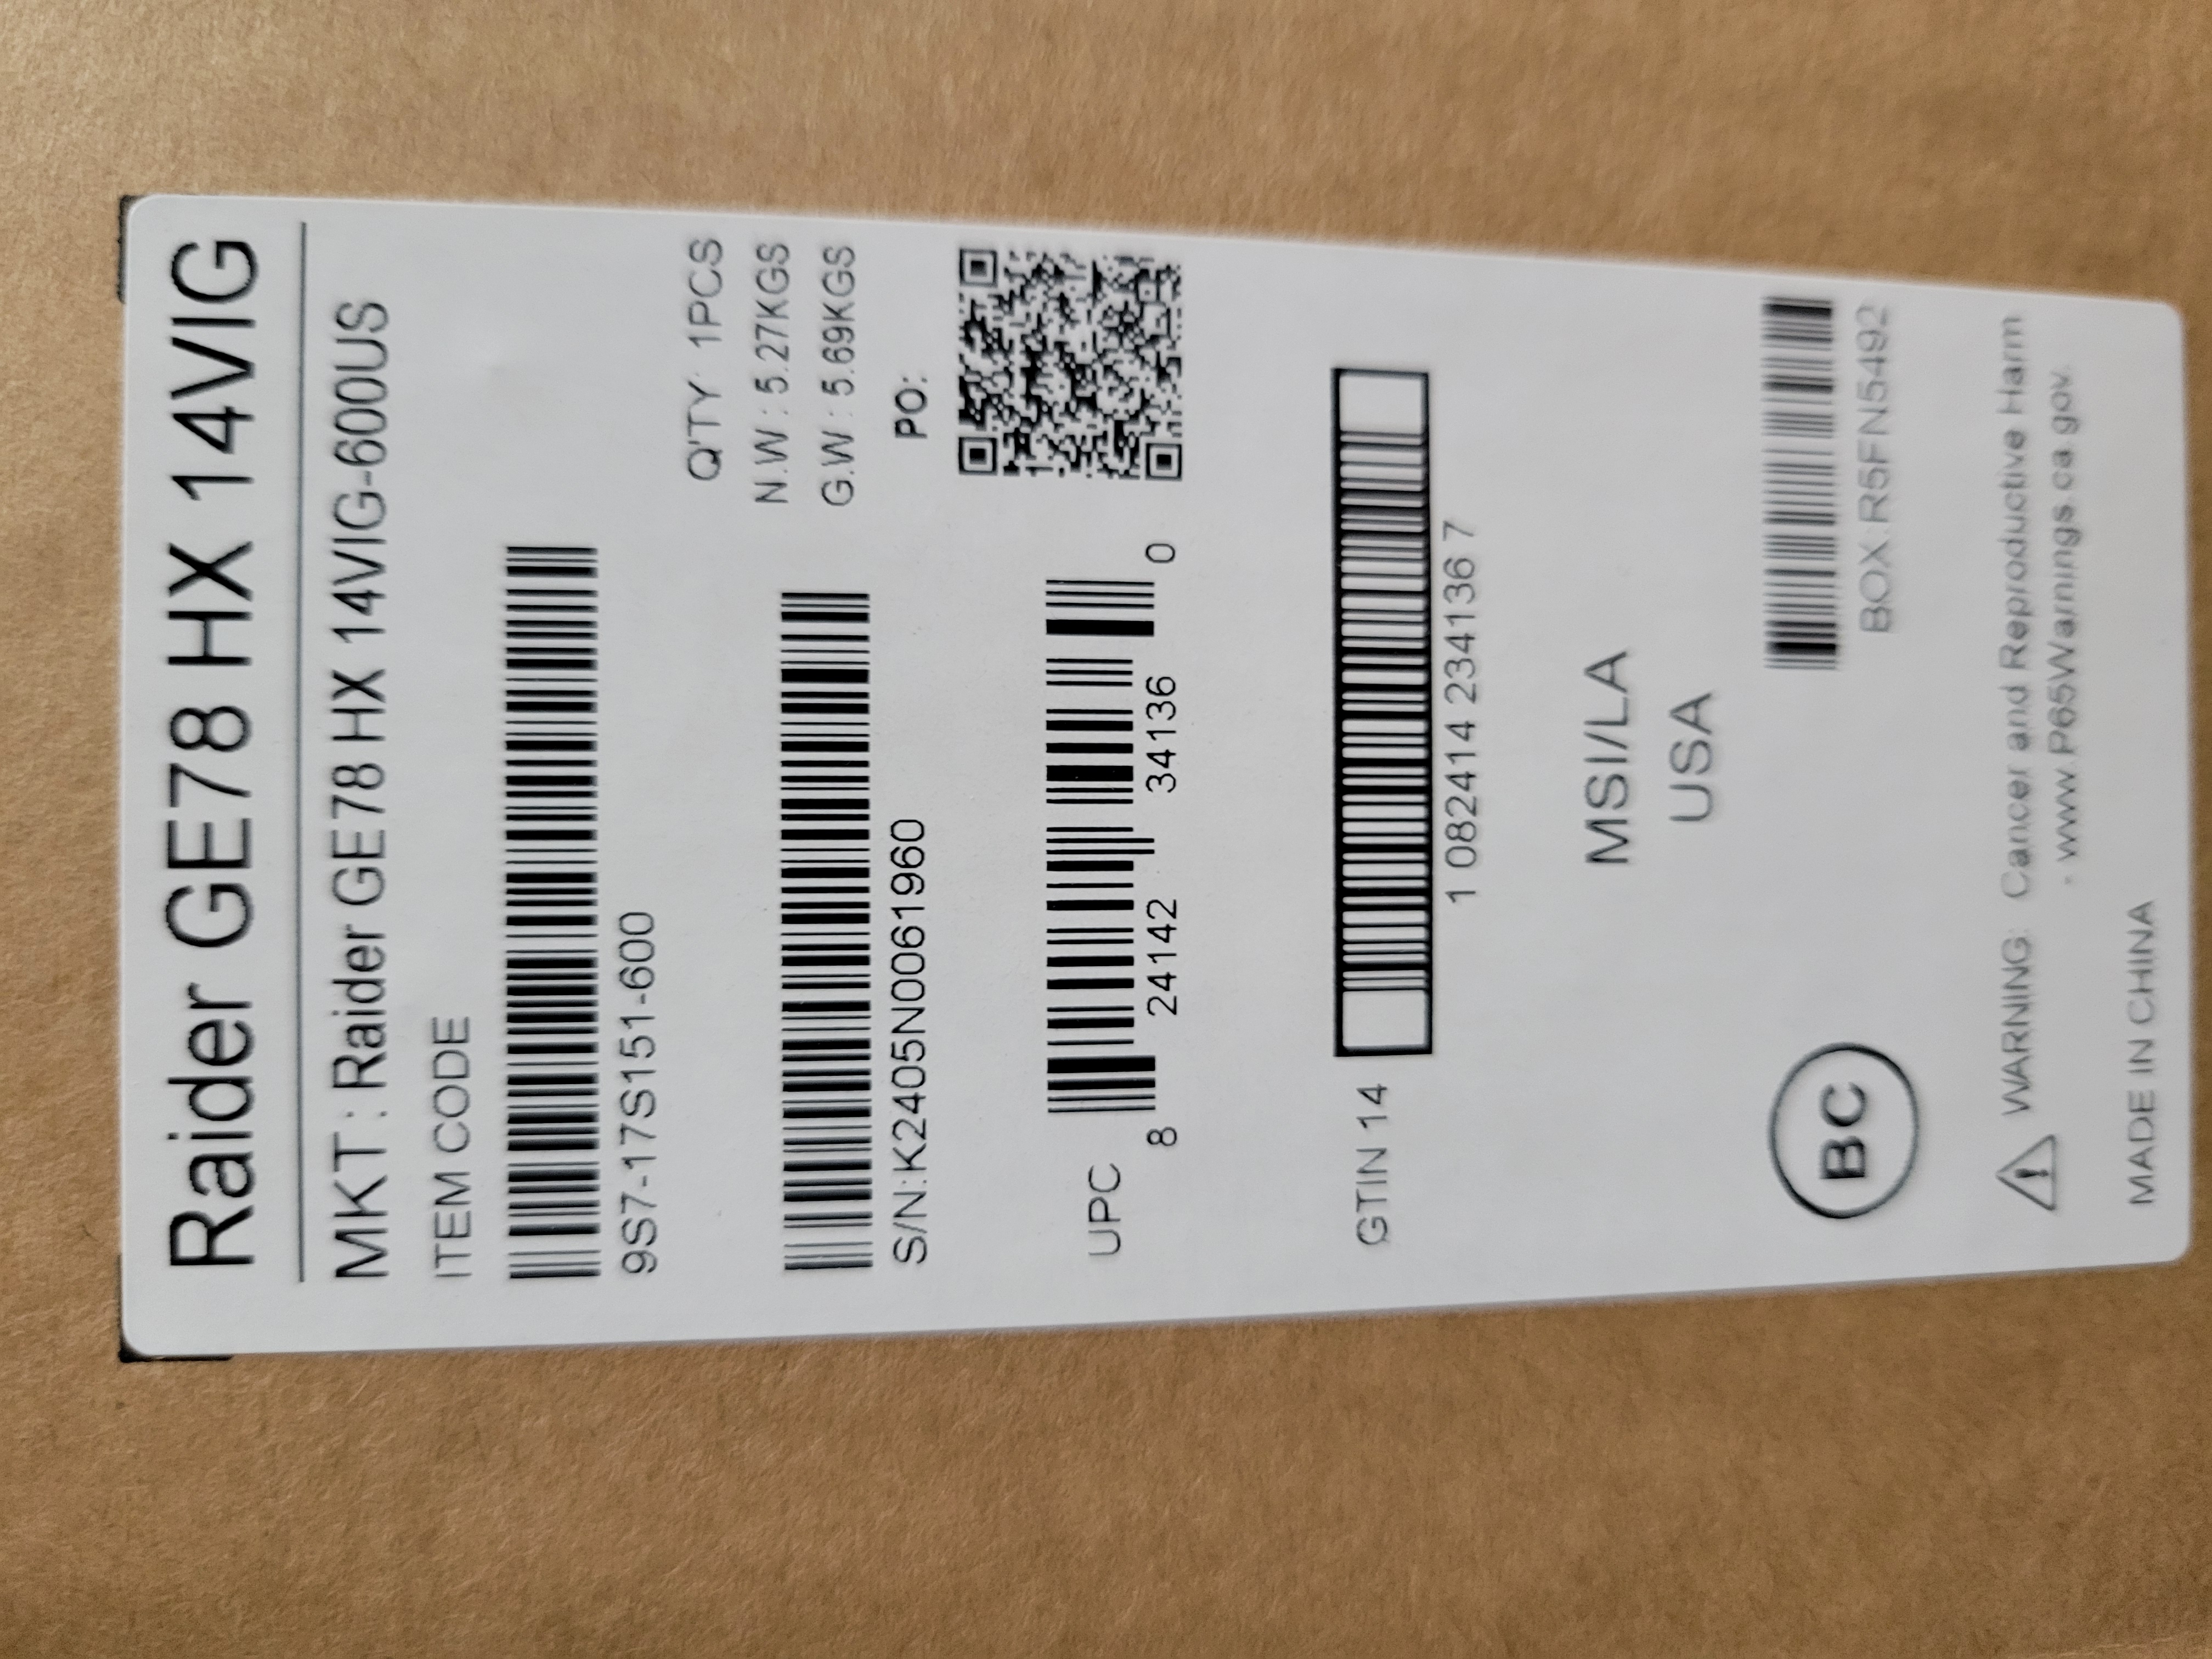 Raider GE78 HX 14VIG
MKT : Raider GE78 HX 14VIG-600US
ITEM CODE
9S7-17S151-600
Q'TY: 1PCS
N.W : 5.27KGS
G.W : 5.69KGS
S/N:K2405N0061960
PO:
UPC
8 24142 34136 0
GTIN 14
1 082414 234136 7
MSI/LA
USA
BC
BOX:R5FN5492
WARNING: Cancer and Reproductive Harm
- www.P65Warnings.ca.gov.
MADE IN CHINA